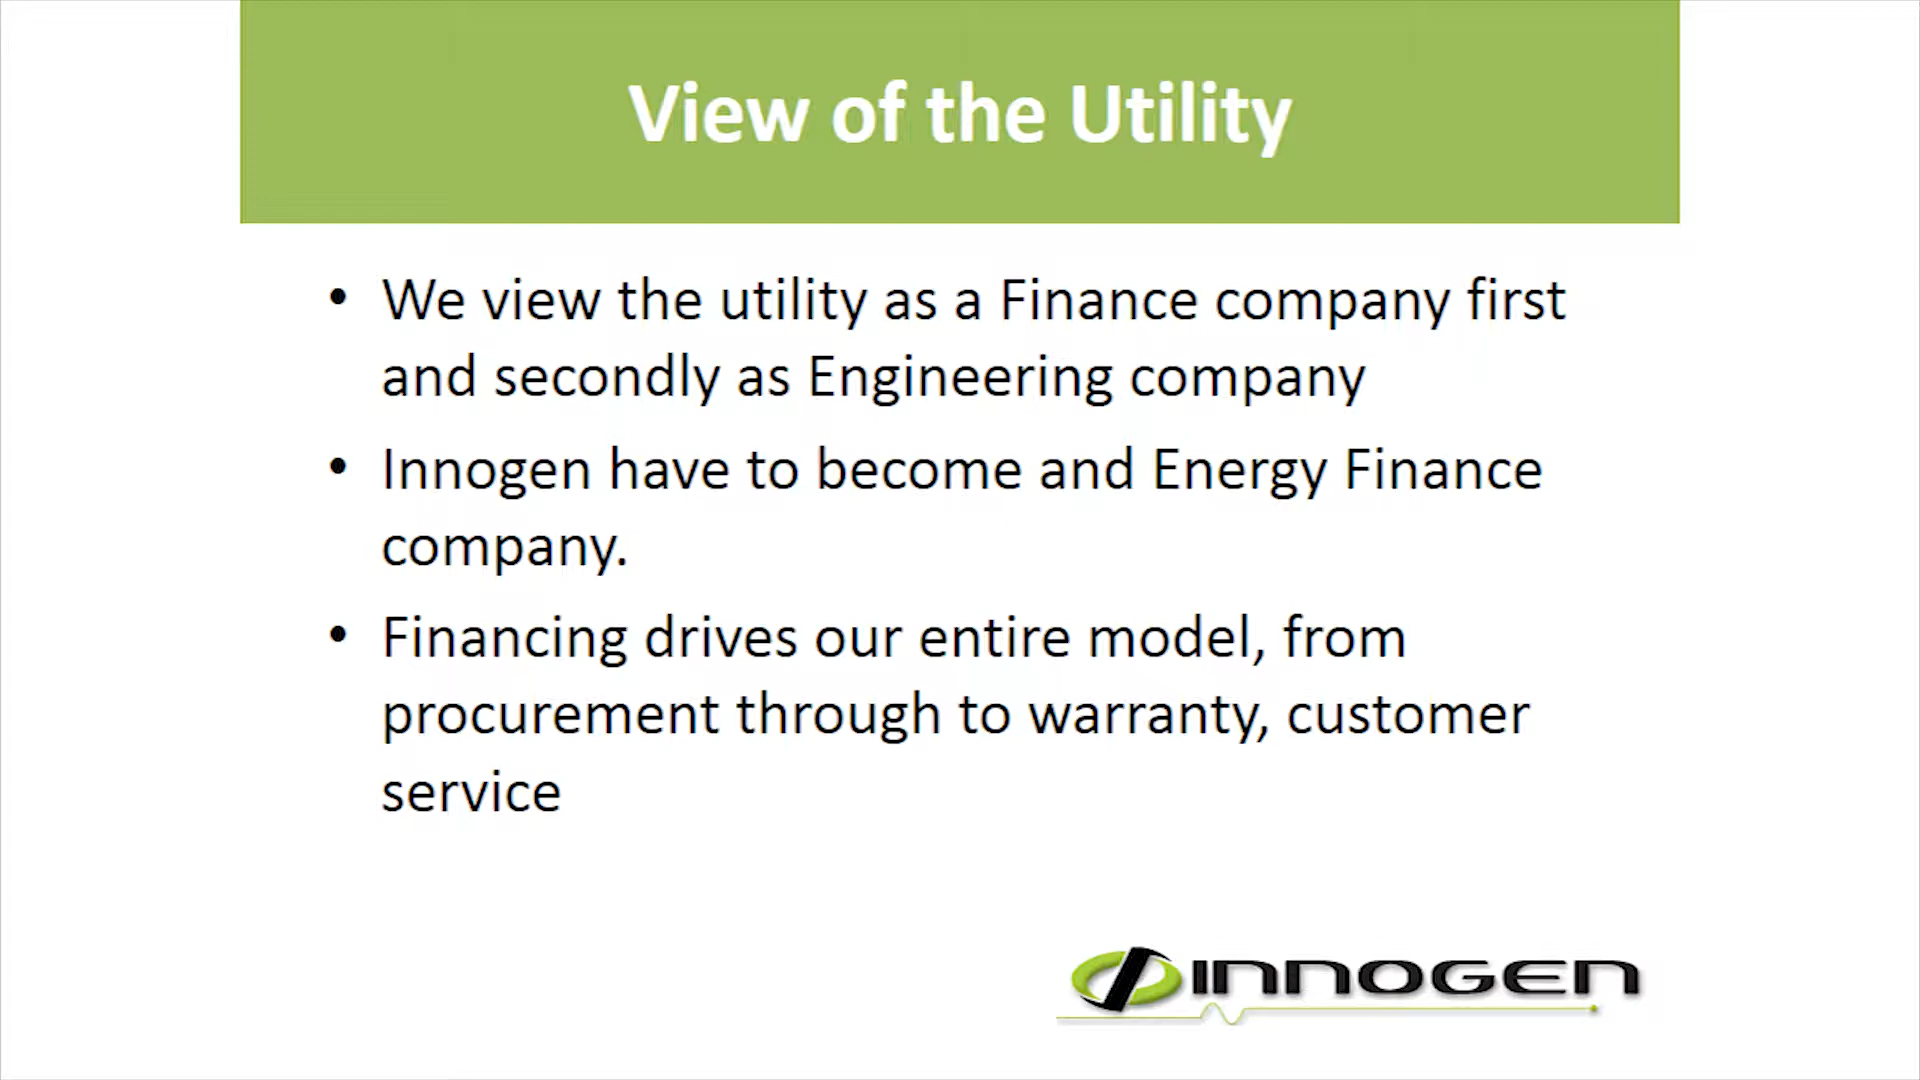 View of the Utility
• We view the utility as a Finance company first
and secondly as Engineering company
• Innogen have to become and Energy Finance
company.
• Financing drives our entire model, from
procurement through to warranty, customer
service
INNOGEN